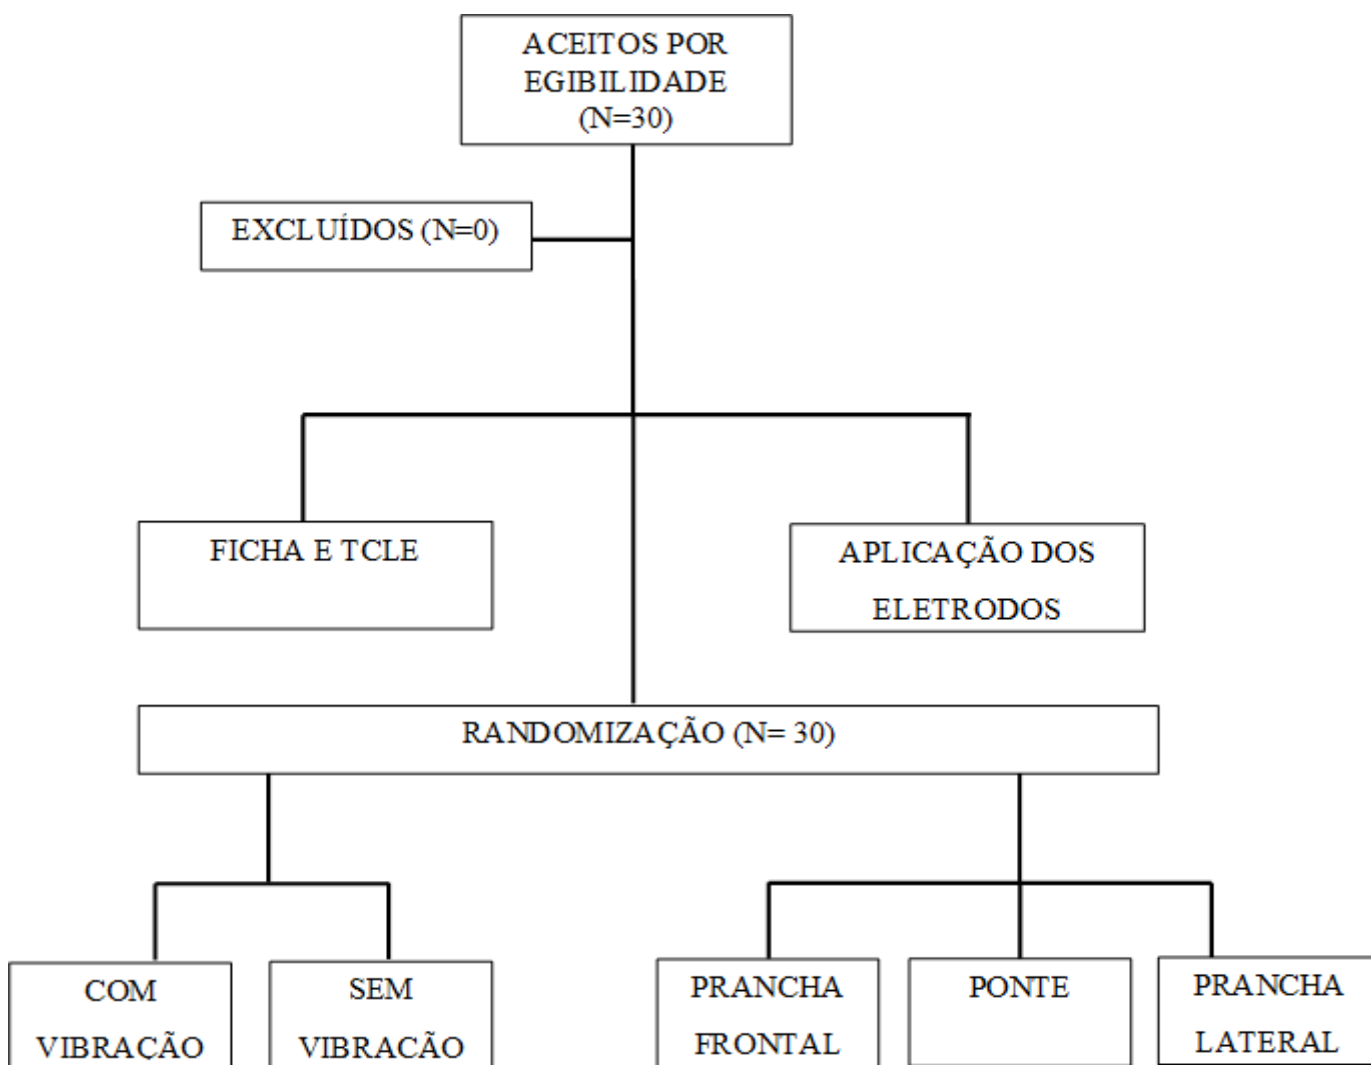 ACEITOS POR
EGIBILIDADE
(N=30)
EXCLUÍDOS (N=0)
FICHA E TCLE
APLICAÇÃO DOS
ELETRODOS
RANDOMIZAÇÃO (N= 30)
COM
VIBRAÇÃO
SEM
VIBRAÇÃO
PRANCHA
FRONTAL
PONTE
PRANCHA
LATERAL